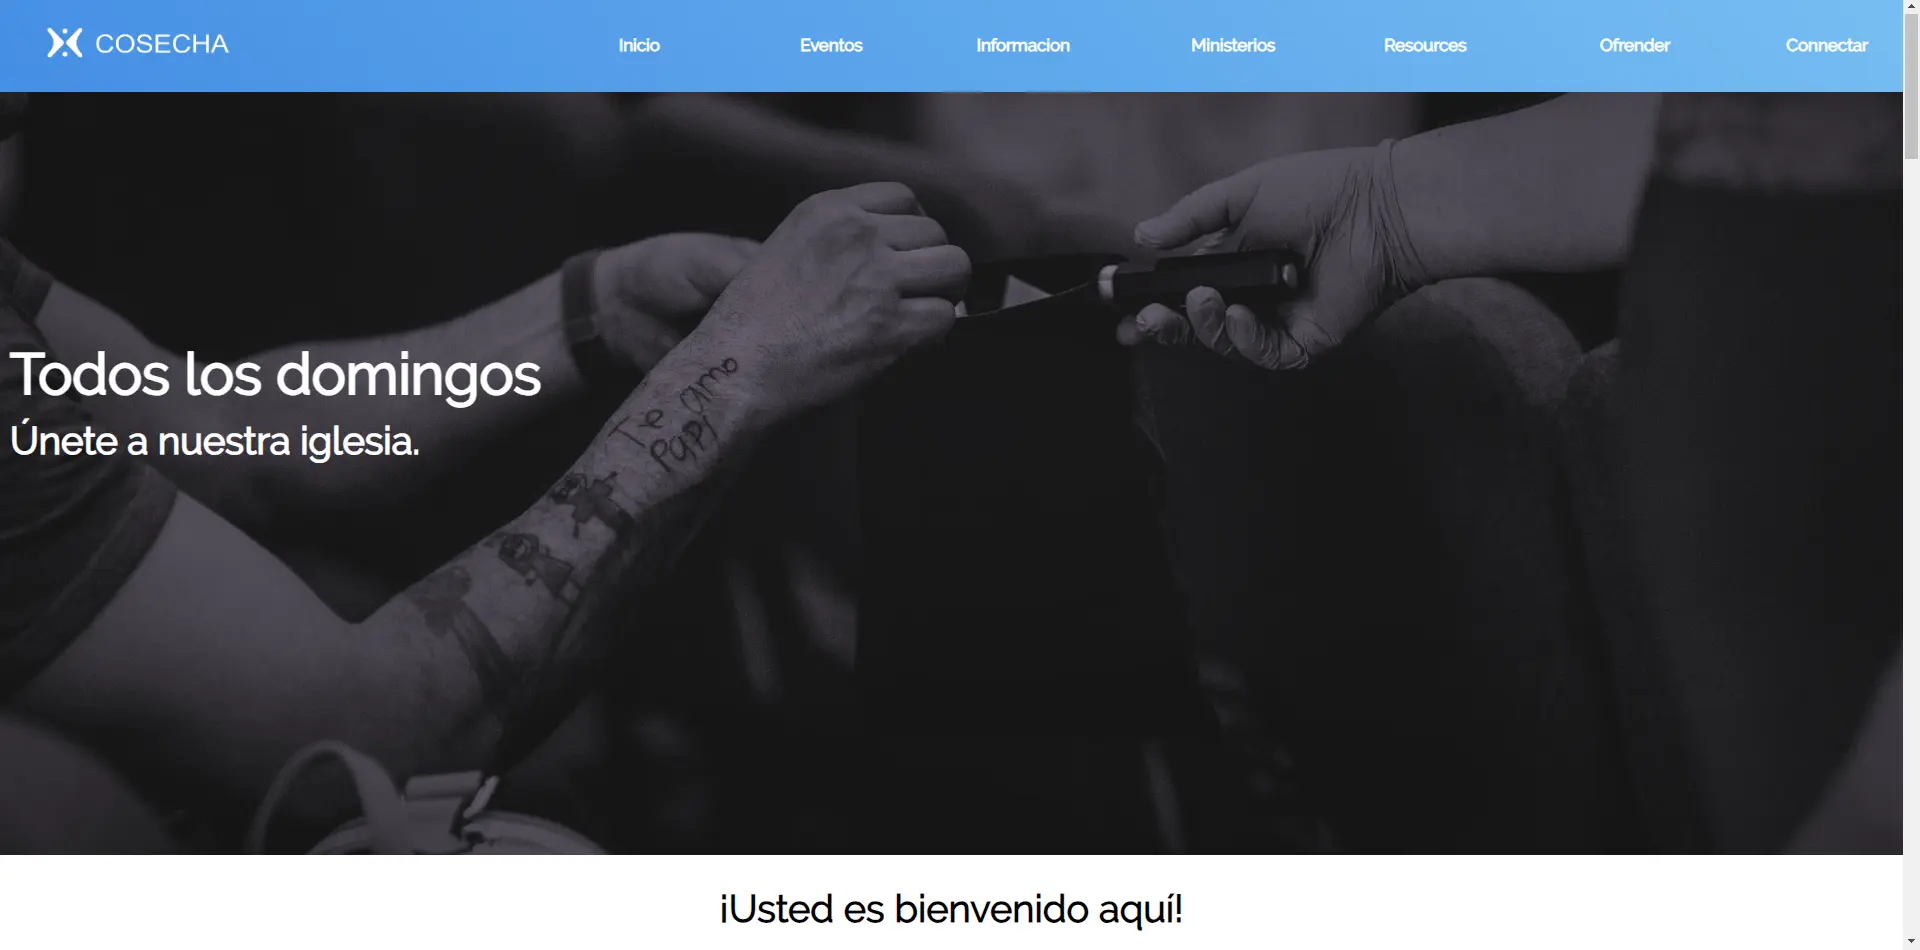 COSECHA
Inicio
Eventos
Informacion
Ministerios
Resources
Ofrender
Connectar
Todos los domingos
Únete a nuestra iglesia.
Te amo
Papi
¡Usted es bienvenido aquí!